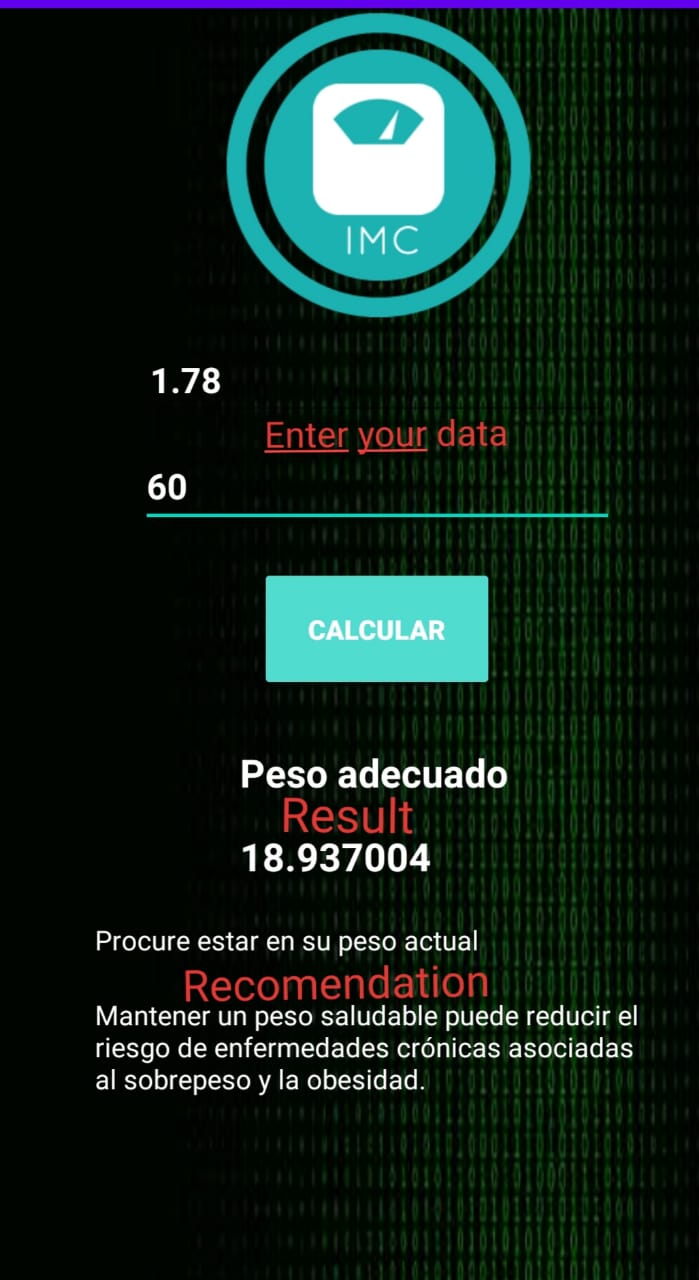 IMC
1.78
Enter your data
60
CALCULAR
Peso adecuado
Result
18.937004
Procure estar en su peso actual
Recomendation
Mantener un peso saludable puede reducir el
riesgo de enfermedades crónicas asociadas
al sobrepeso y la obesidad.